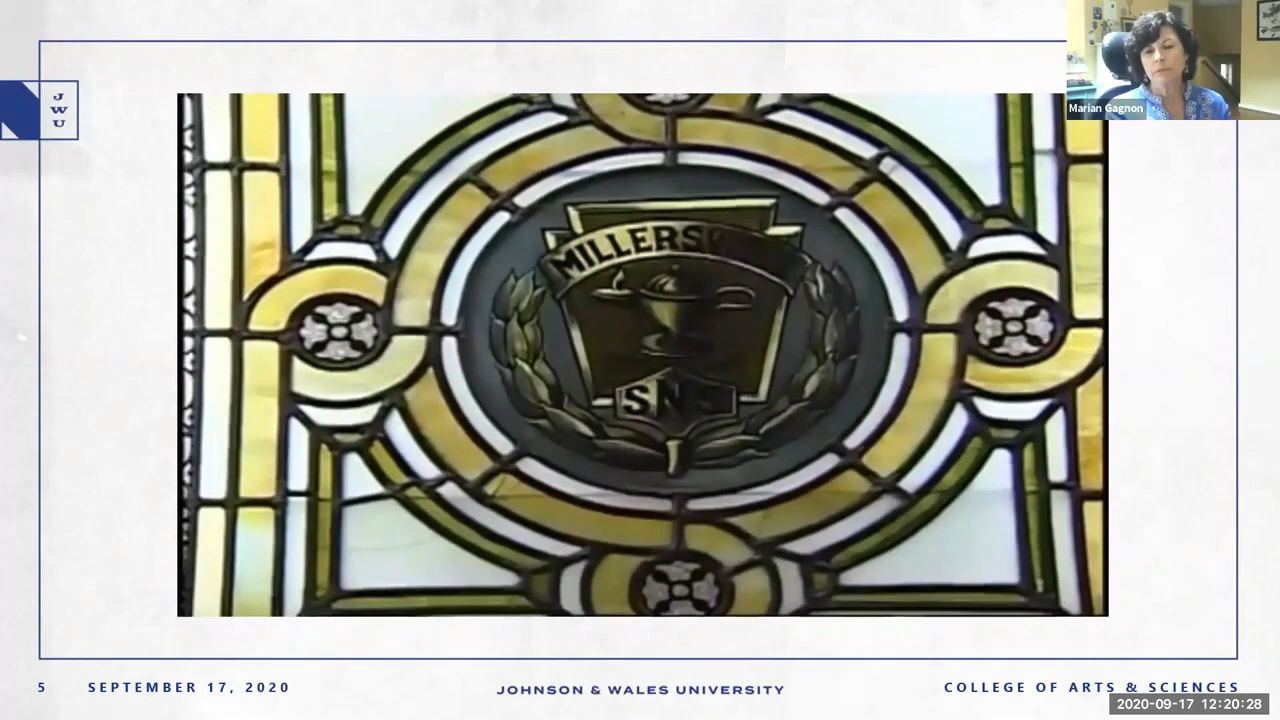 Marian Gagnon
J
W
U
SNS
5
SEPTEMBER 17, 2020
JOHNSON & WALES UNIVERSITY
COLLEGE OF ARTS & SCIENCES
2020-09-17 12:20:28